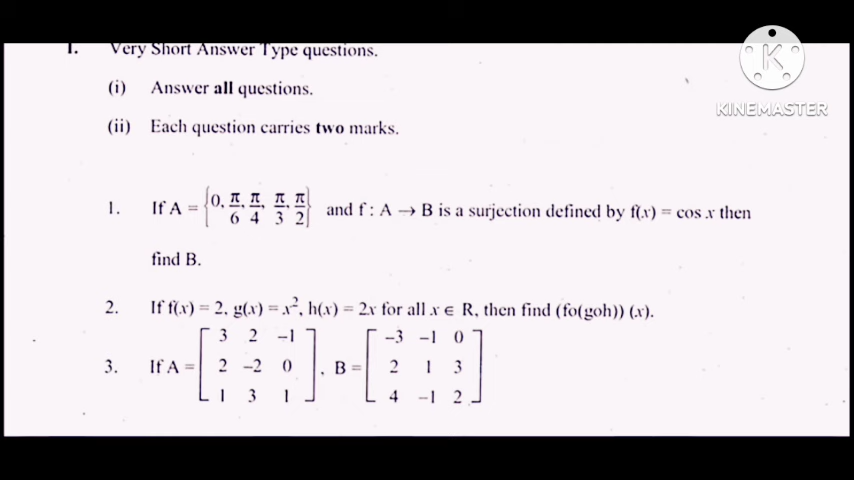 I. Very Short Answer Type questions.
KINEMASTER
(i) Answer all questions.
(ii) Each question carries two marks.
1. If A = {0, π/6, π/4, π/3, π/2} and f : A → B is a surjection defined by f(x) = cos x then
find B.
2. If f(x) = 2, g(x) = x², h(x) = 2x for all x ∈ R, then find (fo(goh)) (x).
3. If A = [3 2 −1
2 −2 0
1 3 1], B = [−3 −1 0
2 1 3
4 −1 2]